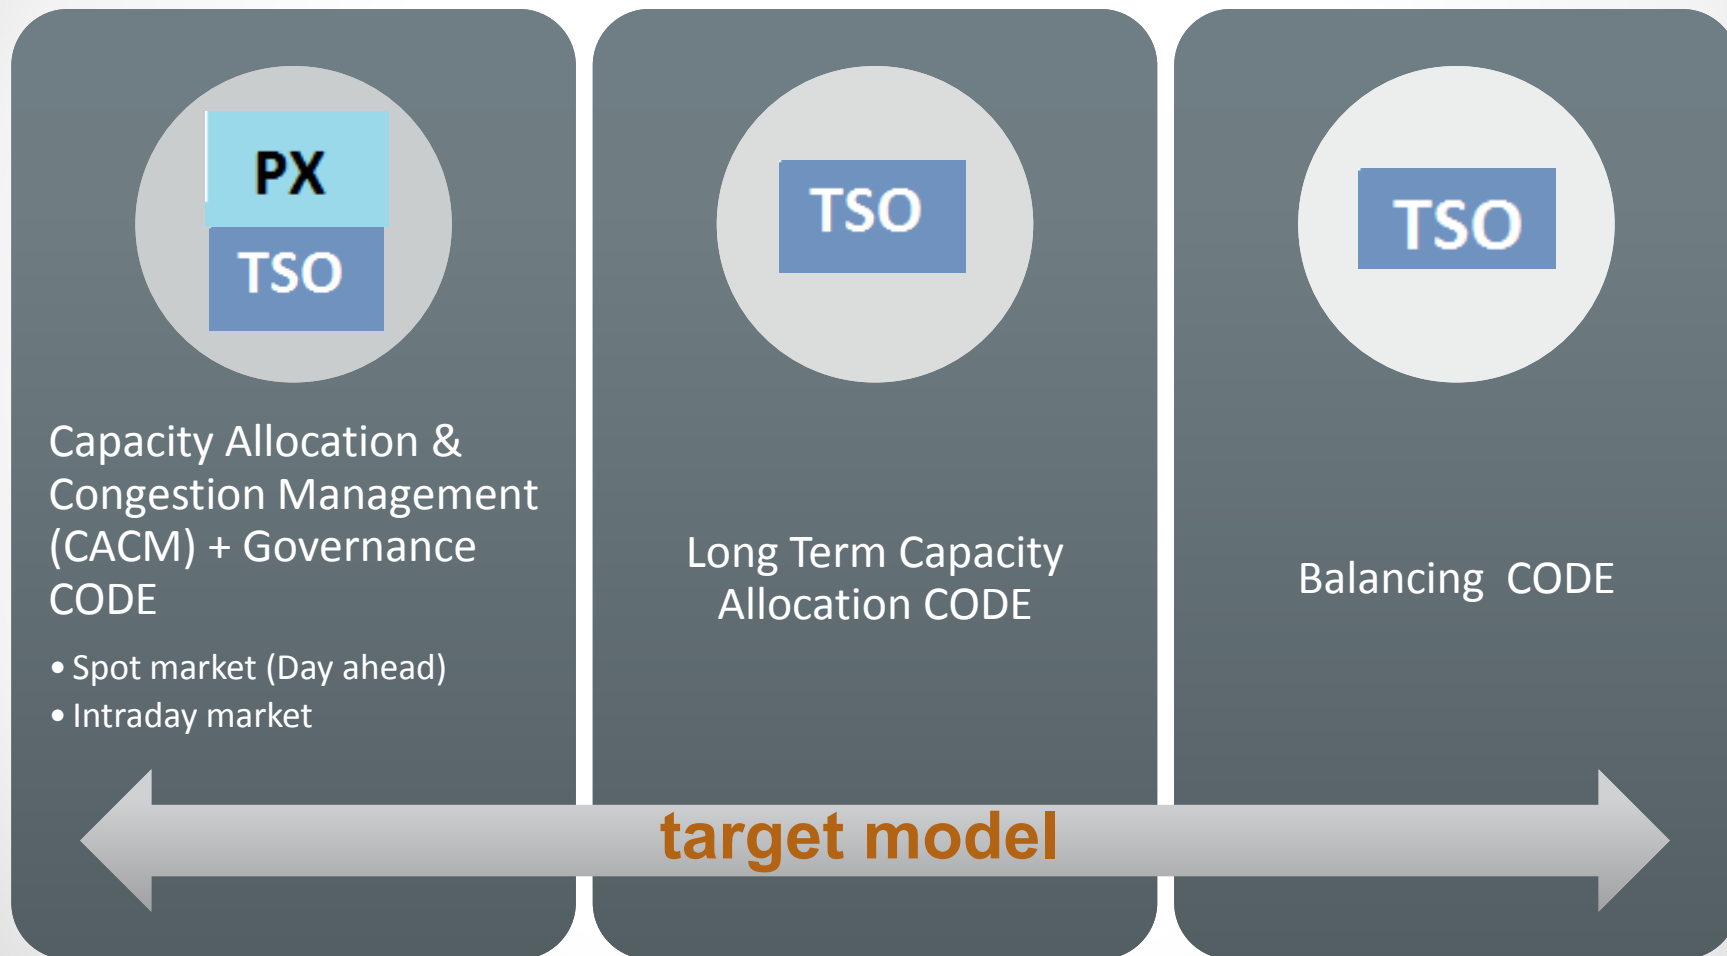 PX
TSO
Capacity Allocation &
Congestion Management
(CACM) + Governance
CODE
• Spot market (Day ahead)
• Intraday market
TSO
Long Term Capacity
Allocation CODE
TSO
Balancing CODE
target model